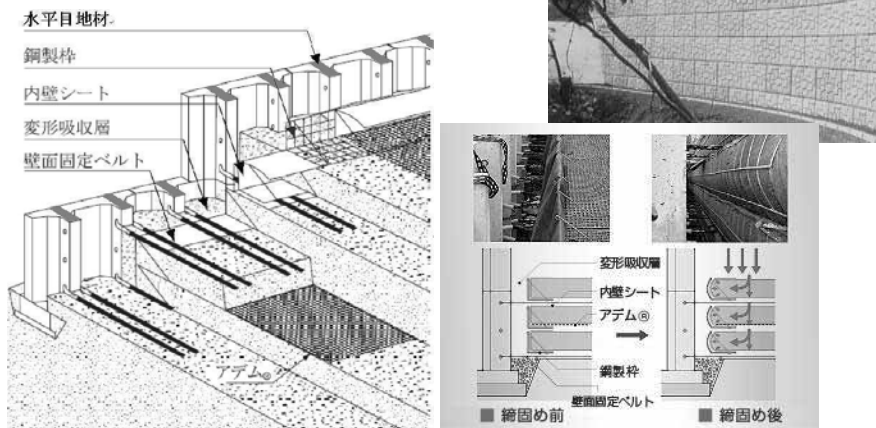 水平目地材
鋼製枠
内壁シート
変形吸収層
壁面固定ベルト
アデム®
変形吸収層
内壁シート
アデム®
鋼製枠
壁面固定ベルト
■ 締固め前
■ 締固め後